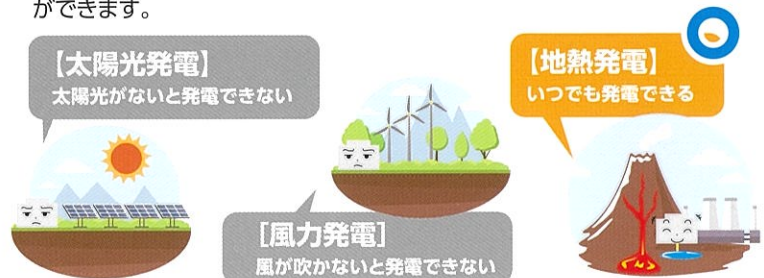 ができます。
【太陽光発電】
太陽光がないと発電できない
【地熱発電】
いつでも発電できる
[風力発電]
風が吹かないと発電できない